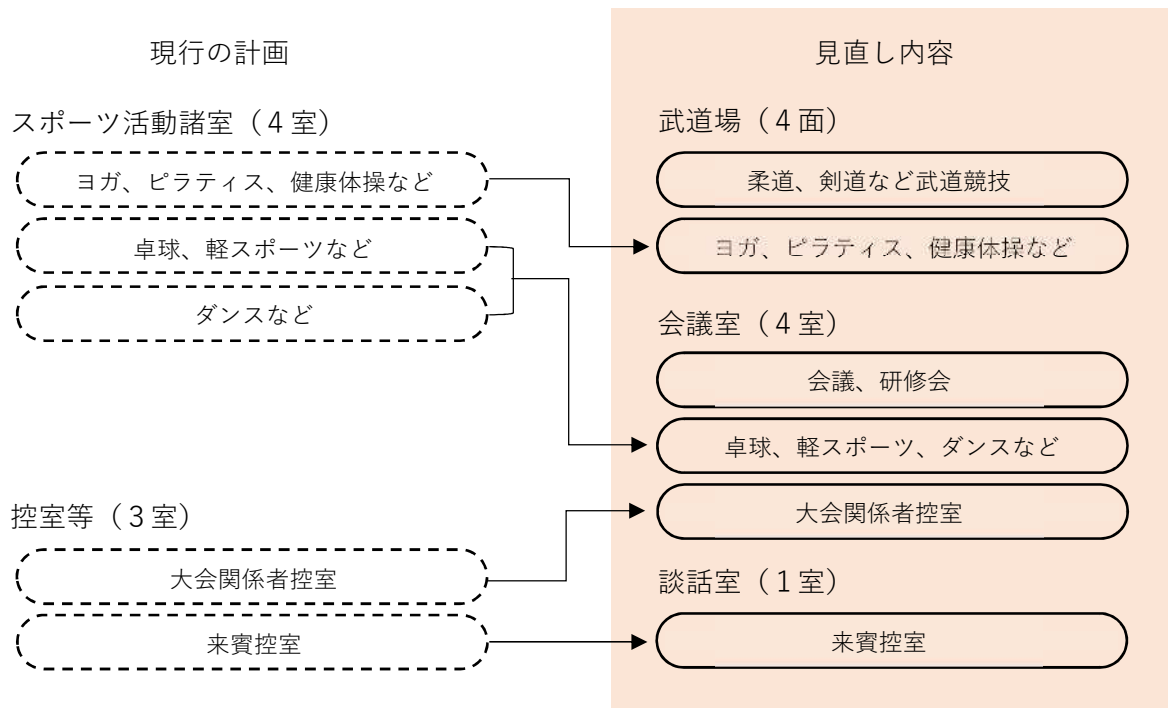 現行の計画
スポーツ活動諸室（４室）
ヨガ、ピラティス、健康体操など
卓球、軽スポーツなど
ダンスなど
控室等（３室）
大会関係者控室
来賓控室
見直し内容
武道場（４面）
柔道、剣道など武道競技
ヨガ、ピラティス、健康体操など
会議室（４室）
会議、研修会
卓球、軽スポーツ、ダンスなど
大会関係者控室
談話室（１室）
来賓控室